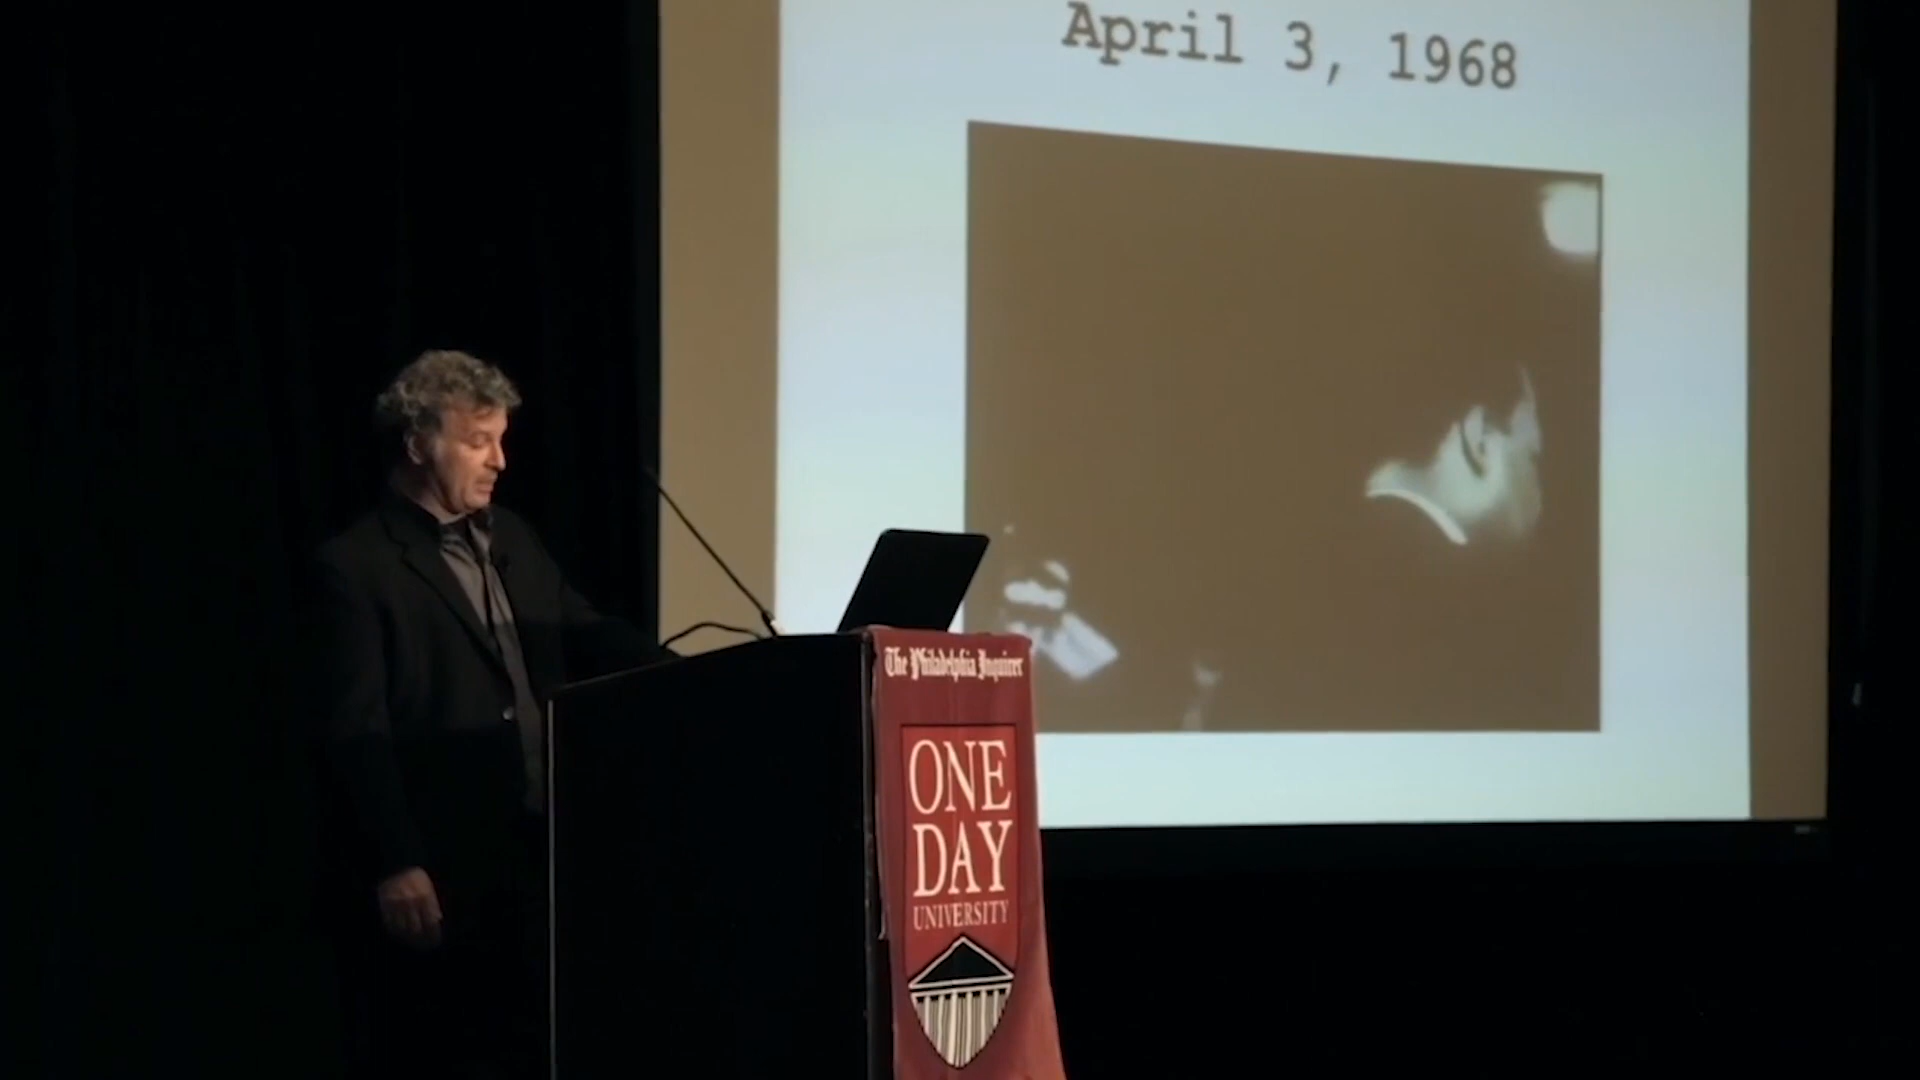 April 3, 1968
The Philadelphia Inquirer
ONE
DAY
UNIVERSITY